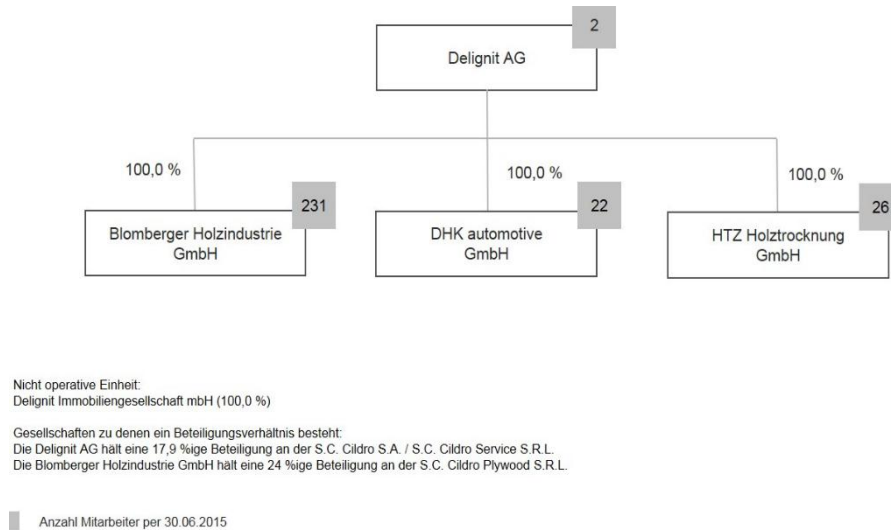 2
Delignit AG
100,0 %
100,0 %
100,0 %
231
Blomberger Holzindustrie
GmbH
22
DHK automotive
GmbH
26
HTZ Holztrocknung
GmbH
Nicht operative Einheit:
Delignit Immobiliengesellschaft mbH (100,0 %)
Gesellschaften zu denen ein Beteiligungsverhältnis besteht:
Die Delignit AG hält eine 17,9 %ige Beteiligung an der S.C. Cildro S.A. / S.C. Cildro Service S.R.L.
Die Blomberger Holzindustrie GmbH hält eine 24 %ige Beteiligung an der S.C. Cildro Plywood S.R.L.
Anzahl Mitarbeiter per 30.06.2015